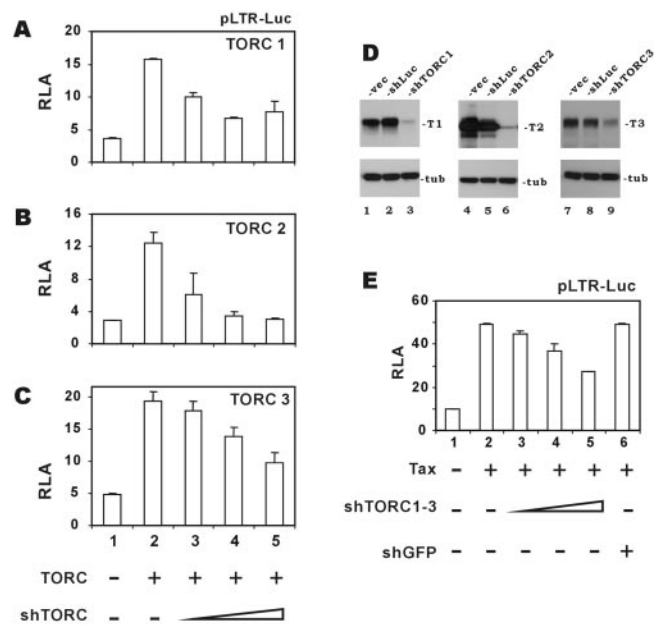 A
pLTR-Luc
TORC 1
RLA
20
15
10
5
0
B
TORC 2
RLA
16
12
8
4
0
C
TORC 3
RLA
20
15
10
5
0
1 2 3 4 5
TORC - + + + +
shTORC - -
D
-vec -shLuc -shTORC1
-T1
-tub
1 2 3
-vec -shLuc -shTORC2
-T2
-tub
4 5 6
-vec -shLuc -shTORC3
-T3
-tub
7 8 9
E
pLTR-Luc
RLA
60
40
20
0
1 2 3 4 5 6
Tax - + + + + +
shTORC1-3 - - -
shGFP - - - - - +